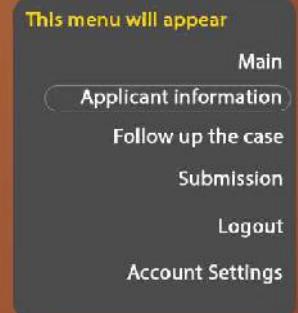 This menu will appear
Main
Applicant information
Follow up the case
Submission
Logout
Account Settings